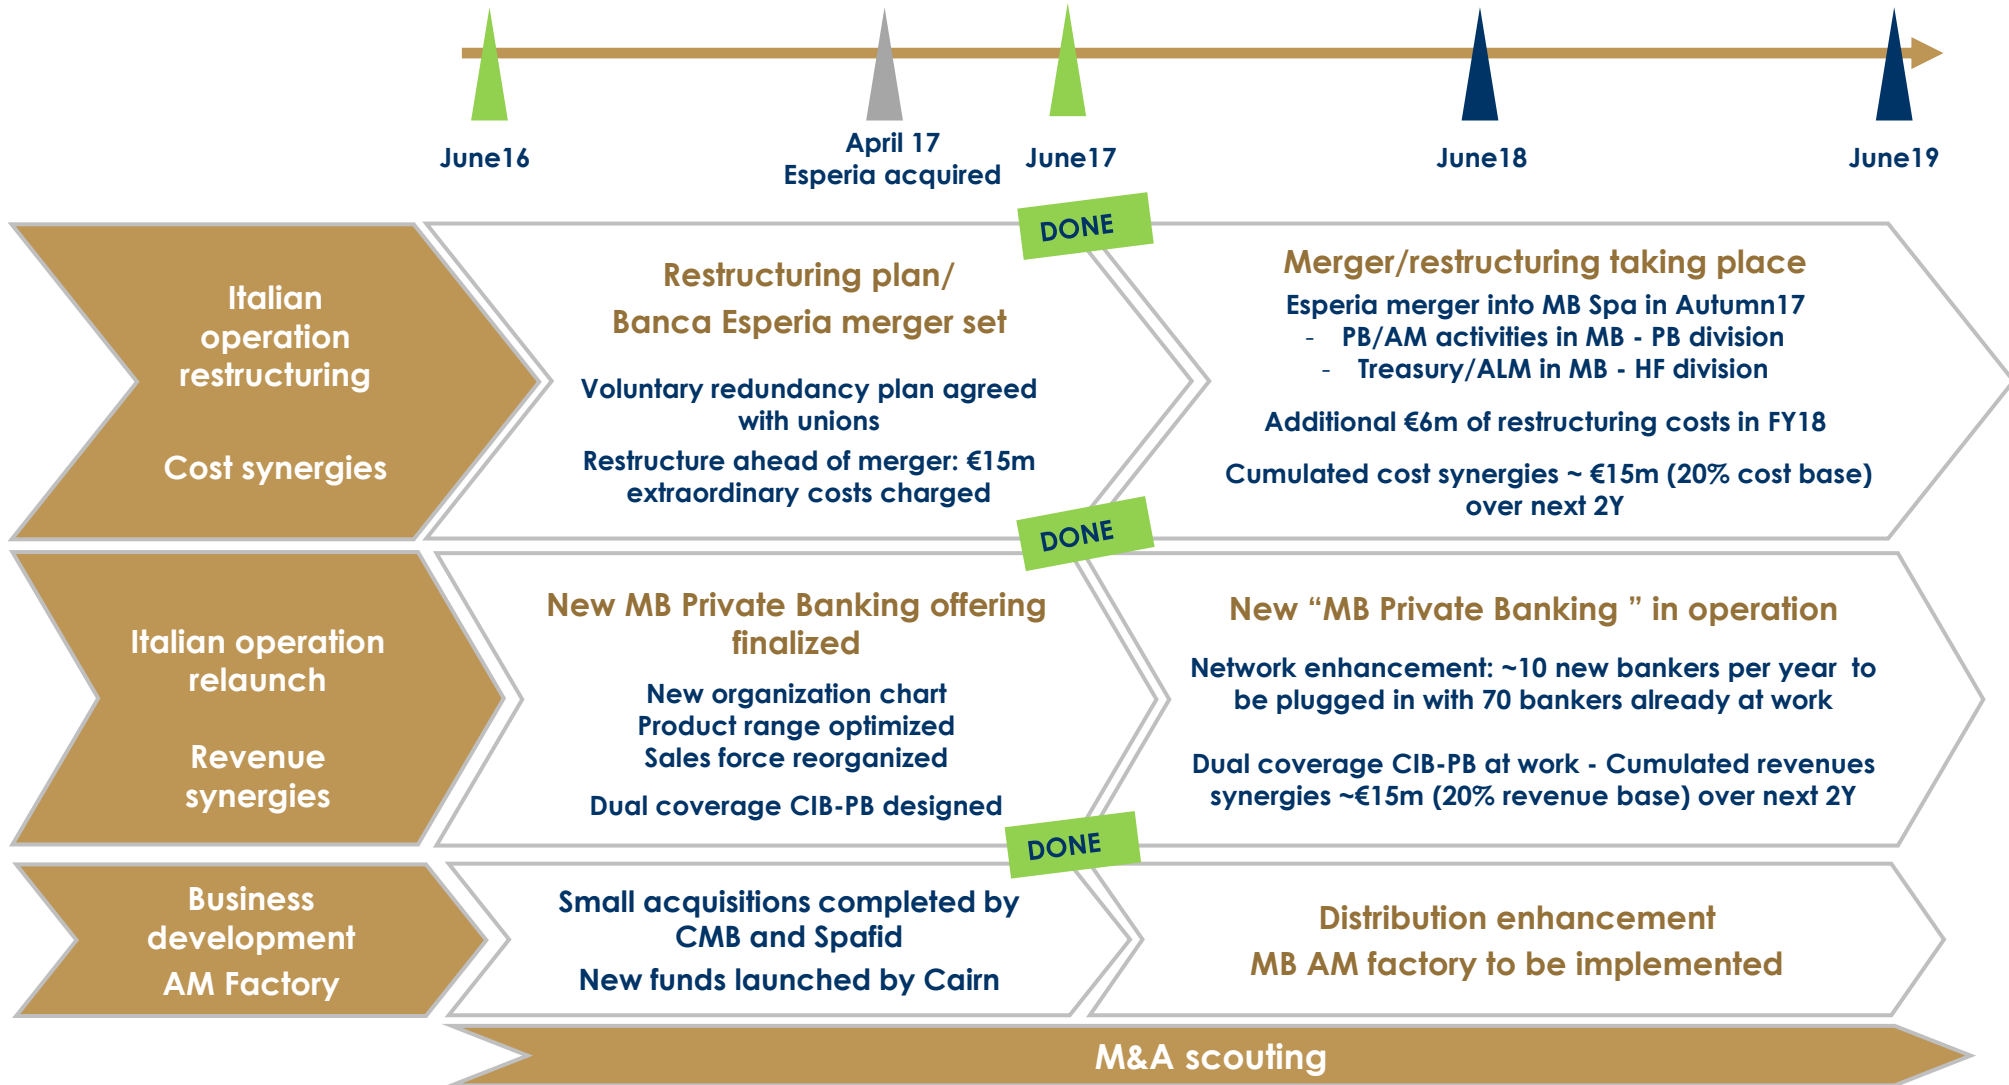 June16
April 17
Esperia acquired
June17
June18
June19
Italian
operation
restructuring
Cost synergies
DONE
Restructuring plan/
Banca Esperia merger set
Voluntary redundancy plan agreed
with unions
Restructure ahead of merger: €15m
extraordinary costs charged
Merger/restructuring taking place
Esperia merger into MB Spa in Autumn17
- PB/AM activities in MB - PB division
- Treasury/ALM in MB - HF division
Additional €6m of restructuring costs in FY18
Cumulated cost synergies ~ €15m (20% cost base)
over next 2Y
Italian operation
relaunch
Revenue
synergies
DONE
New MB Private Banking offering
finalized
New organization chart
Product range optimized
Sales force reorganized
Dual coverage CIB-PB designed
New “MB Private Banking ” in operation
Network enhancement: ~10 new bankers per year to
be plugged in with 70 bankers already at work
Dual coverage CIB-PB at work - Cumulated revenues
synergies ~€15m (20% revenue base) over next 2Y
Business
development
AM Factory
DONE
Small acquisitions completed by
CMB and Spafid
New funds launched by Cairn
Distribution enhancement
MB AM factory to be implemented
M&A scouting